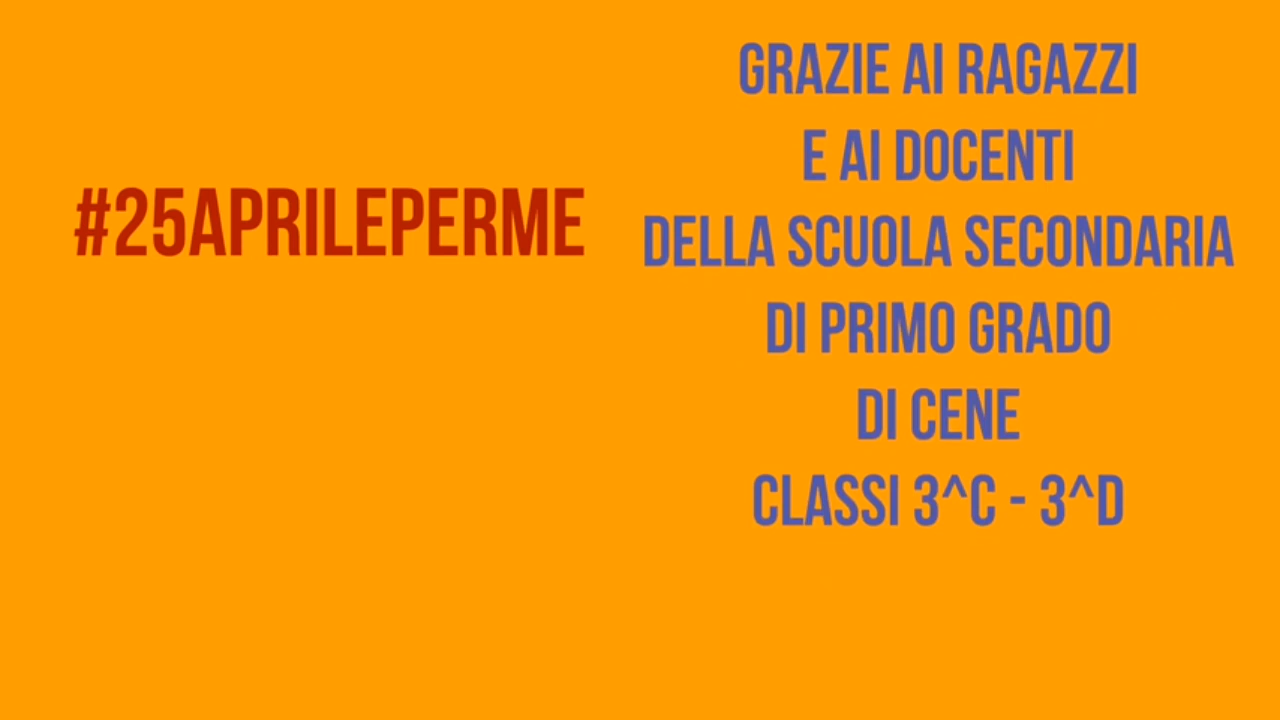 #25APRILEPERME
GRAZIE AI RAGAZZI
E AI DOCENTI
DELLA SCUOLA SECONDARIA
DI PRIMO GRADO
DI CENE
CLASSI 3^C - 3^D